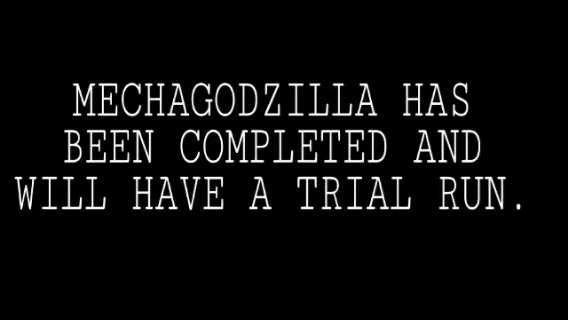 MECHAGODZILLA HAS
BEEN COMPLETED AND
WILL HAVE A TRIAL RUN.